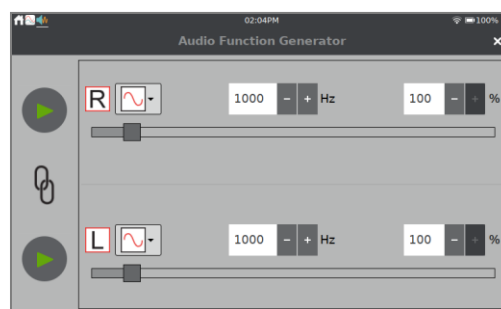 02:04PM
100%
Audio Function Generator
×
R
1000 - + Hz
100 - + %
L
1000 - + Hz
100 - + %